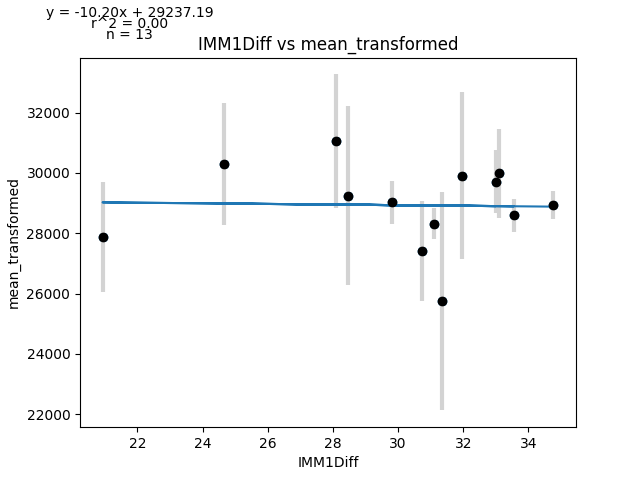 y = -10.20x + 29237.19
r^2 = 0.00
n = 13
IMM1Diff vs mean_transformed
32000
30000
28000
26000
24000
22000
mean_transformed
22 24 26 28 30 32 34
IMM1Diff